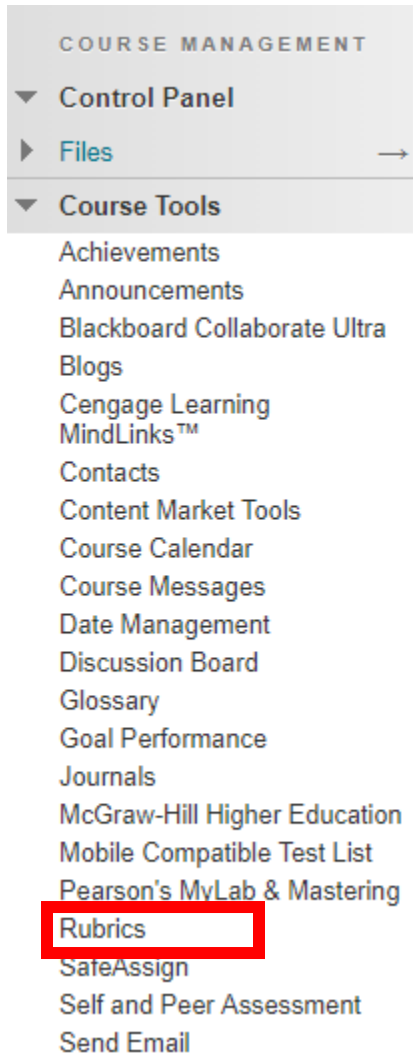 COURSE MANAGEMENT
Control Panel
Files
Course Tools
Achievements
Announcements
Blackboard Collaborate Ultra
Blogs
Cengage Learning
MindLinks™
Contacts
Content Market Tools
Course Calendar
Course Messages
Date Management
Discussion Board
Glossary
Goal Performance
Journals
McGraw-Hill Higher Education
Mobile Compatible Test List
Pearson's MyLab & Mastering
Rubrics
SafeAssign
Self and Peer Assessment
Send Email